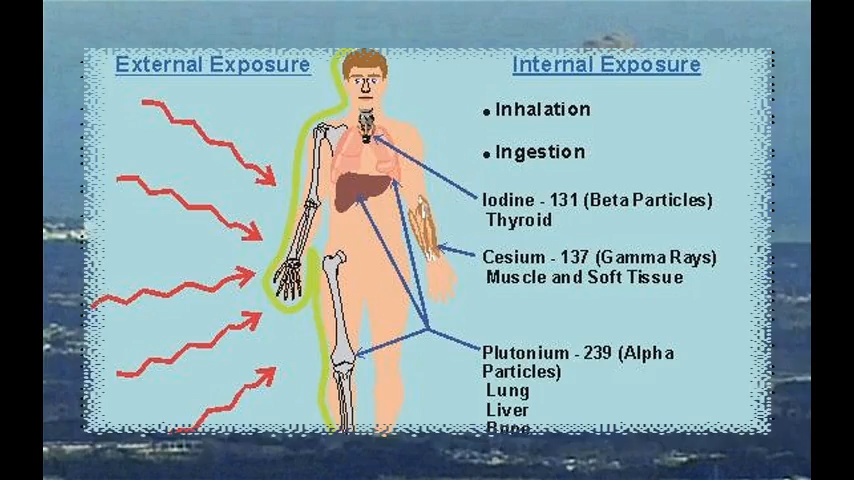 External Exposure
Internal Exposure
• Inhalation
• Ingestion
Iodine - 131 (Beta Particles)
Thyroid
Cesium - 137 (Gamma Rays)
Muscle and Soft Tissue
Plutonium - 239 (Alpha
Particles)
Lung
Liver
Bone